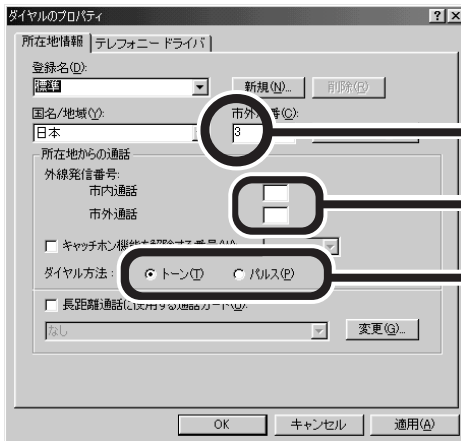 ダイヤルのプロパティ
所在地情報 テレフォニー ドライバ
登録名(D):
標準 新規(N)... 削除(R)
国名/地域(Y):
日本 3
所在地からの通話
外線発信番号:
市内通話
市外通話
キャッチホン機能を解除する番号
ダイヤル方法: トーン(T) パルス(P)
長距離通話に使用する通話カード(U):
なし 変更(G)...
OK キャンセル 適用(A)